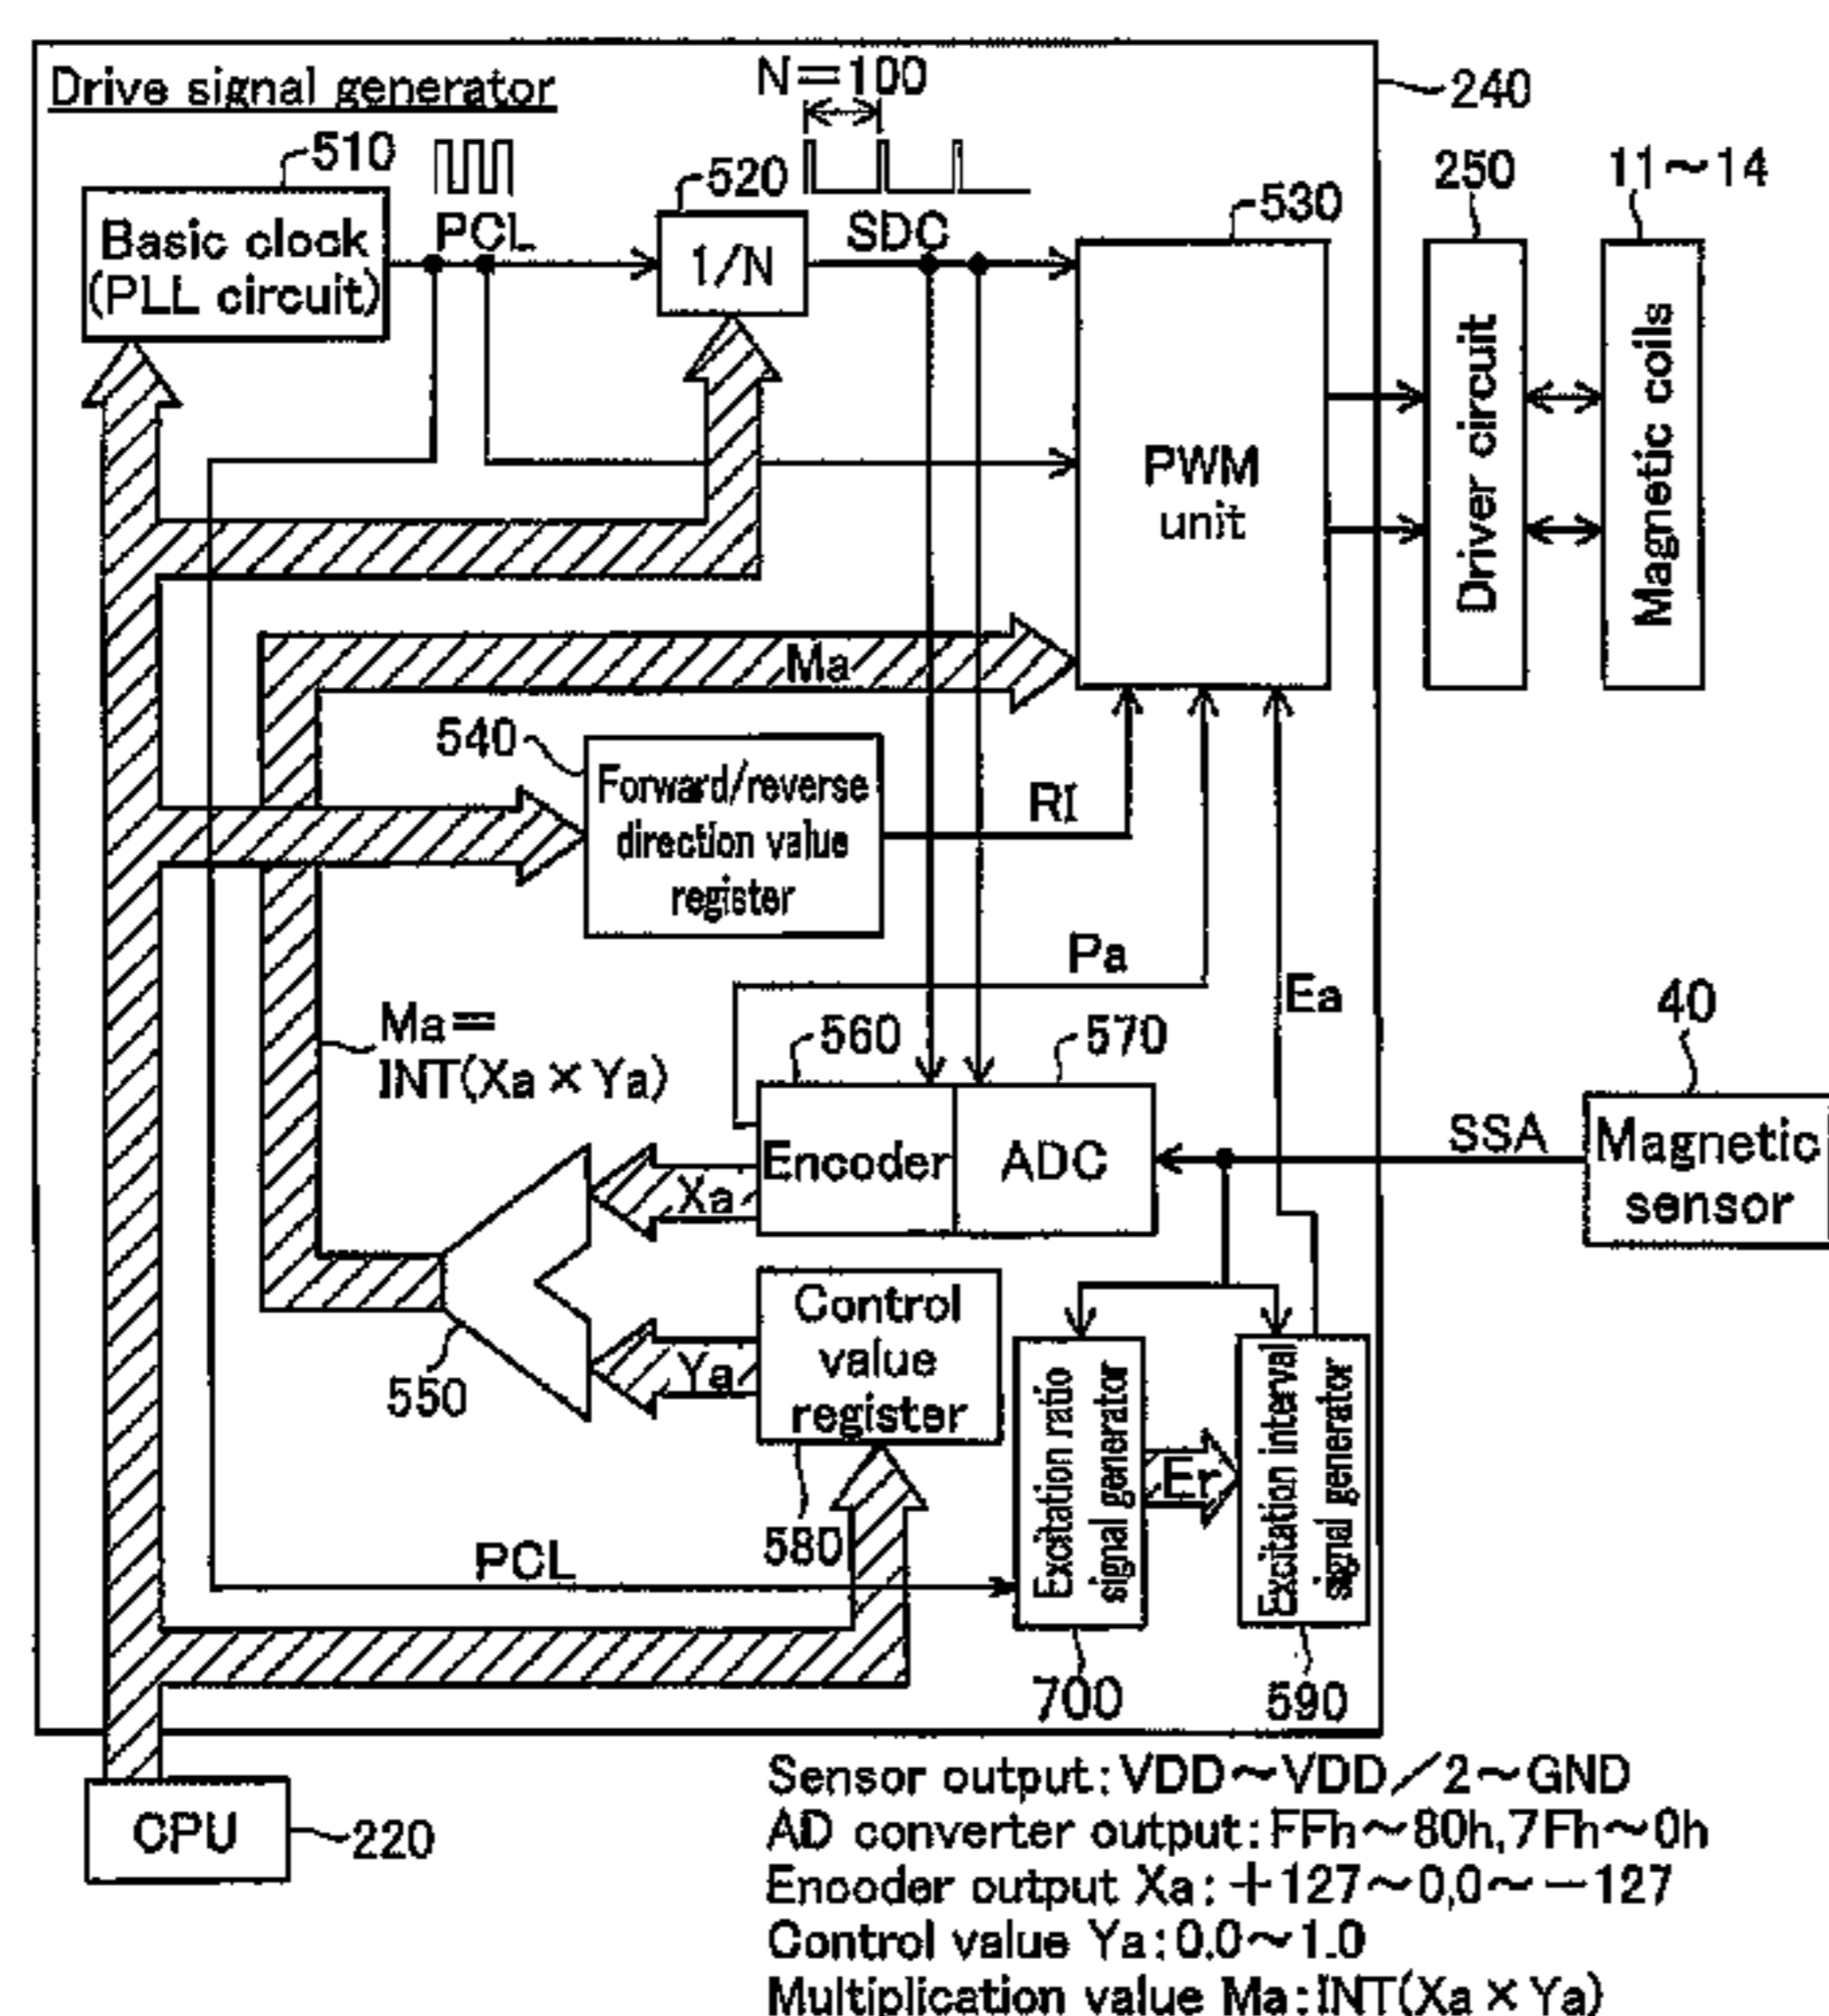 Drive signal generator
N=100
240
510
520
250
11~14
PCL
SDC
530
Basic clock
(PLL circuit)
1/N
PWM
unit
Driver circuit
Magnetic coils
Ma
540
Forward/reverse
direction value
register
RI
Pa
Ea
40
Ma=
INT(Xa × Ya)
560
570
SSA
Magnetic
sensor
Encoder
ADC
Xa
Control
value
register
Ya
550
Excitation ratio
signal generator
Er
Excitation interval
signal generator
580
PCL
700
590
CPU
220
Sensor output:VDD~VDD/2~GND
AD converter output:FFh~80h,7Fh~0h
Encoder output Xa:+127~0,0~-127
Control value Ya:0.0~1.0
Multiplication value Ma:INT(Xa × Ya)